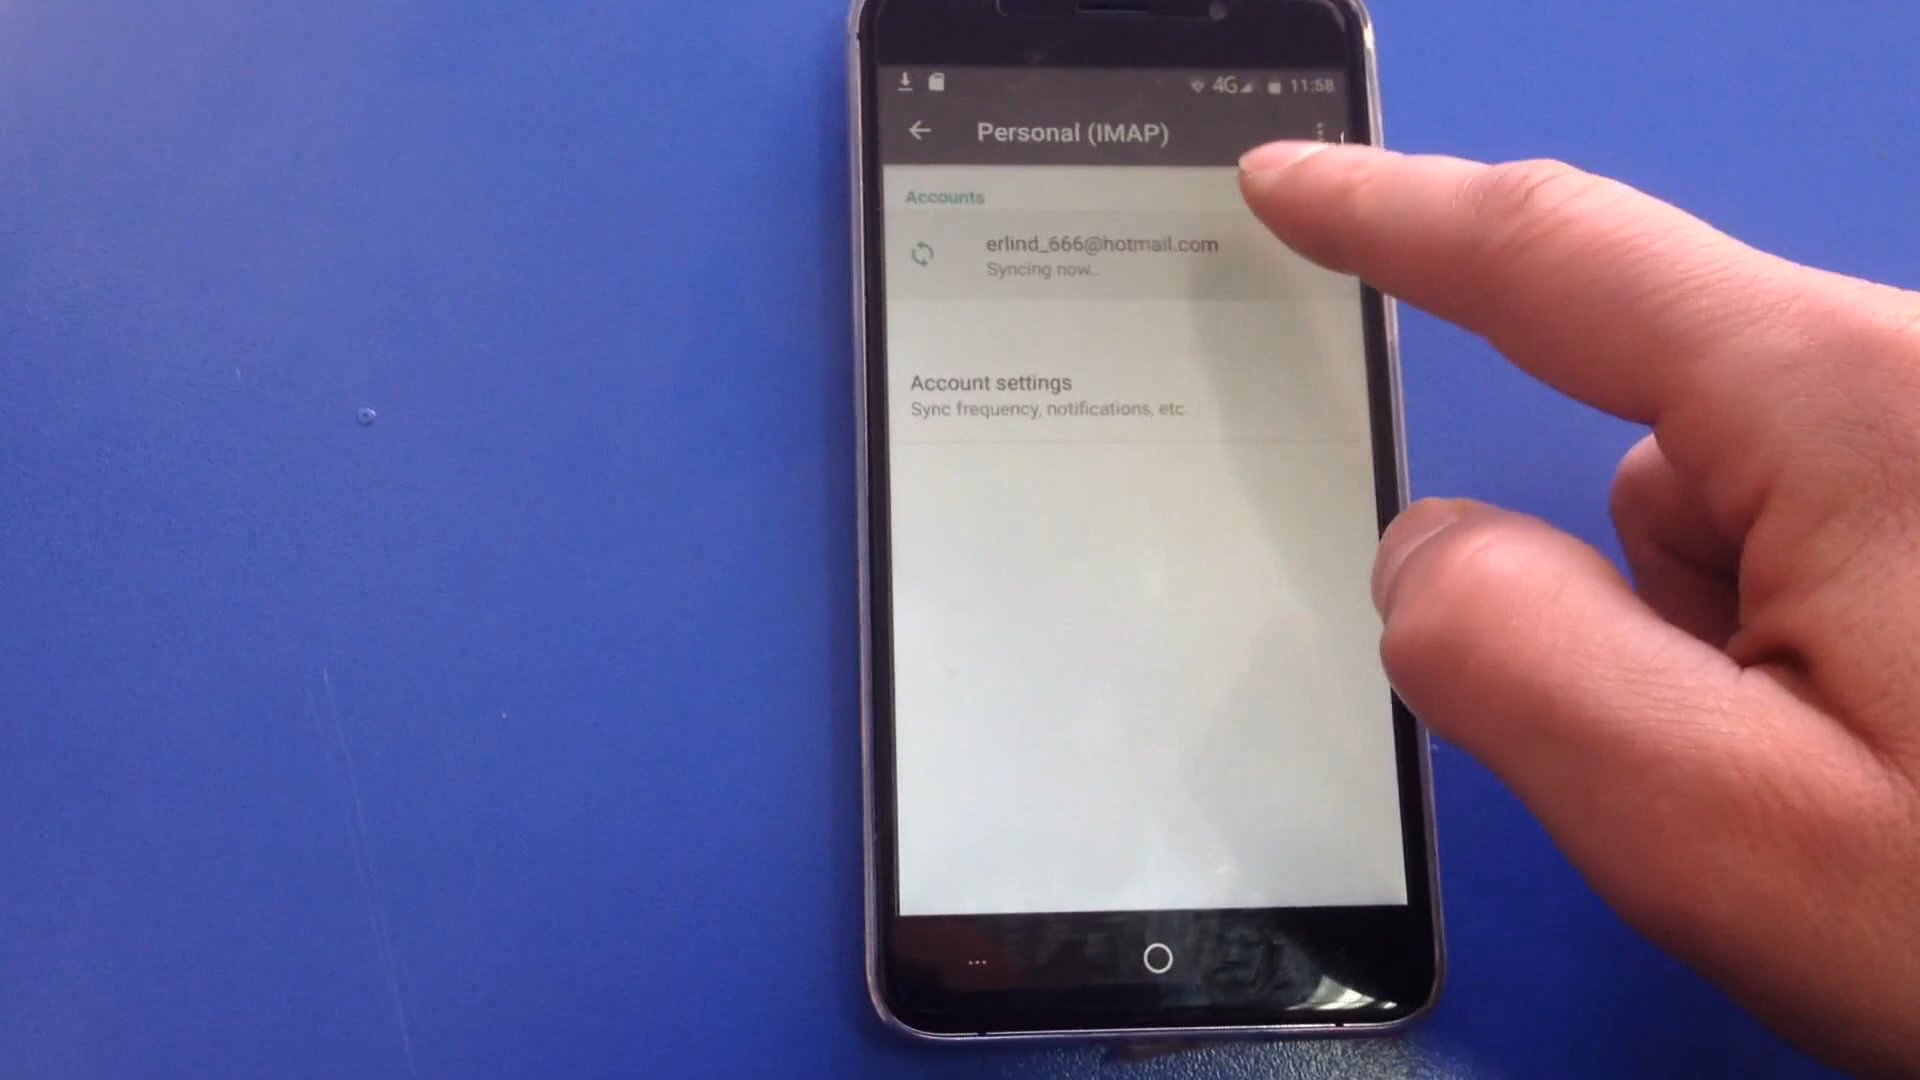 4G 11:58
Personal (IMAP)
Accounts
erlind_666@hotmail.com
Syncing now...
Account settings
Sync frequency, notifications, etc.